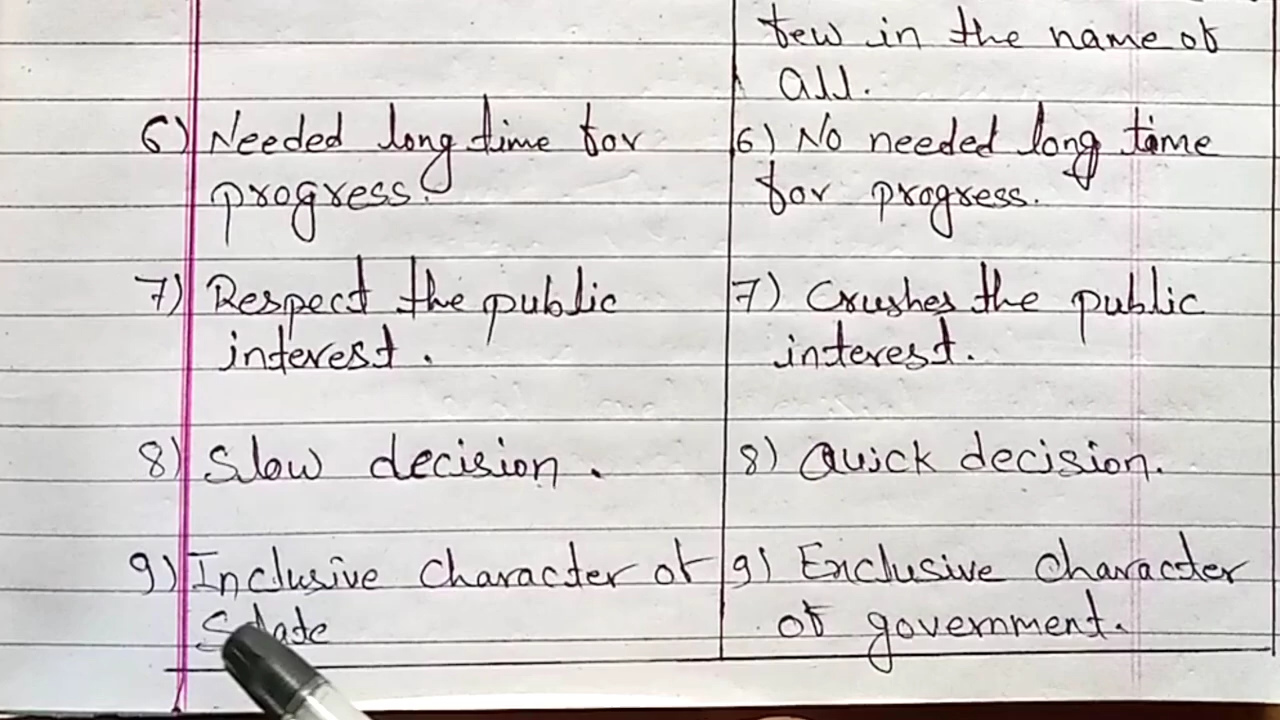 few in the name of
all.
6) Needed long time for
progress.
6) No needed long time
for progress.
7) Respect the public
interest.
7) Crushes the public
interest.
8) Slow decision.
8) Quick decision.
9) Inclusive Character of
State
9) Exclusive Character
of government.